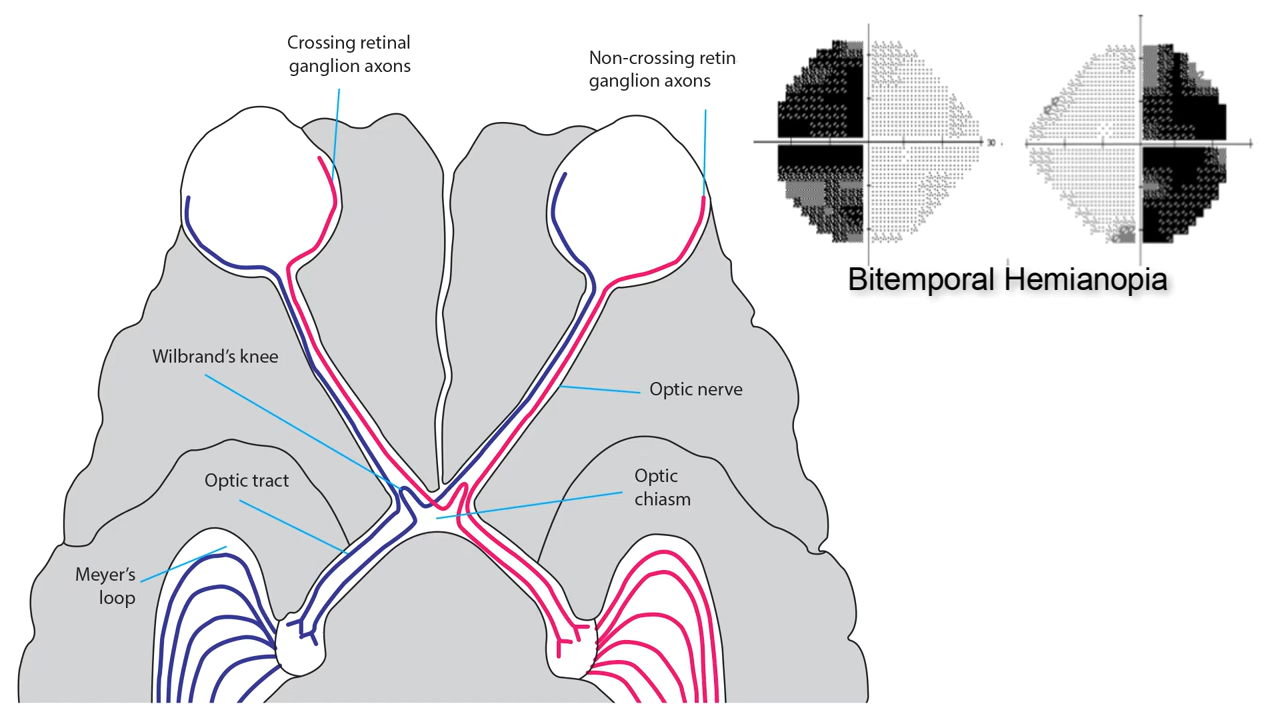 Crossing retinal
ganglion axons
Non-crossing retin
ganglion axons
30
Bitemporal Hemianopia
Wilbrand's knee
Optic nerve
Optic tract
Optic
chiasm
Meyer's
loop